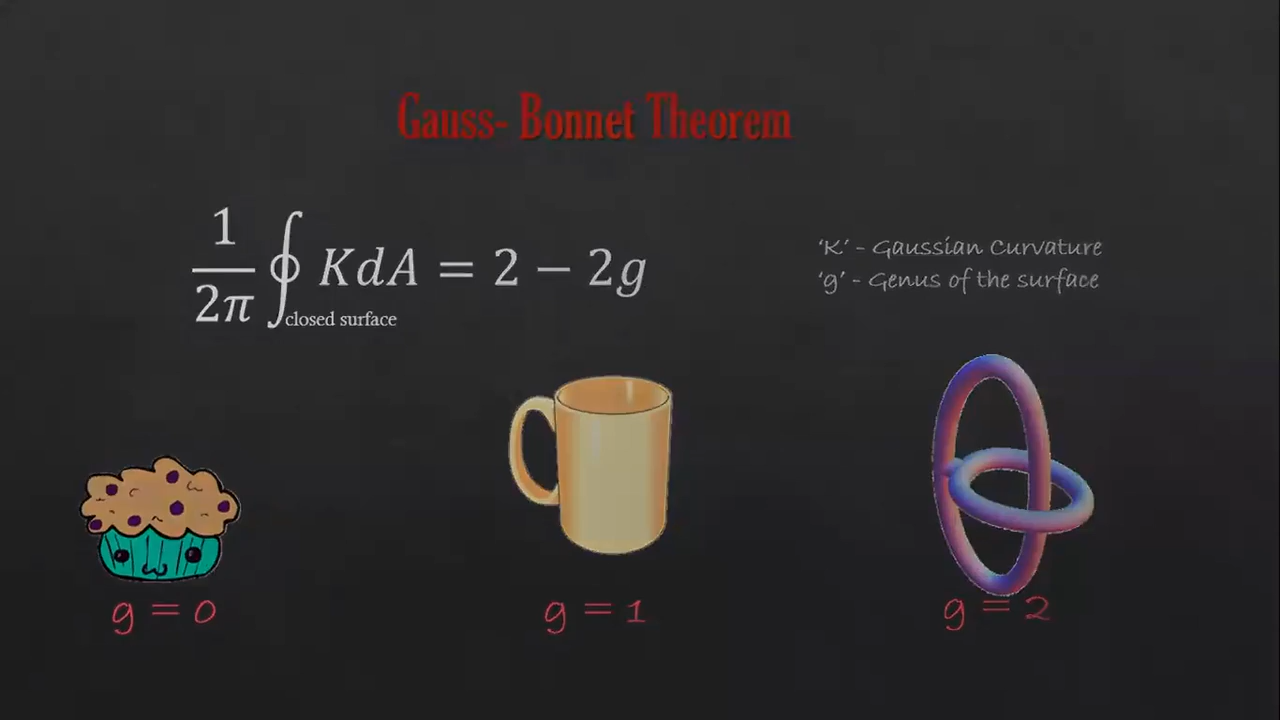 Gauss- Bonnet Theorem
1/2π ∮closed surface KdA = 2 − 2g
‘K’ - Gaussian Curvature
‘g’ - Genus of the surface
g = 0
g = 1
g = 2